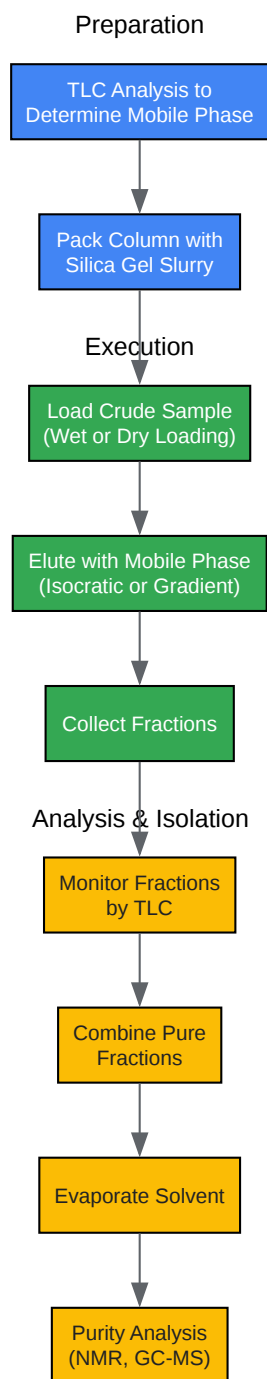 Preparation
TLC Analysis to
Determine Mobile Phase
Pack Column with
Silica Gel Slurry
Execution
Load Crude Sample
(Wet or Dry Loading)
Elute with Mobile Phase
(Isocratic or Gradient)
Collect Fractions
Analysis & Isolation
Monitor Fractions
by TLC
Combine Pure
Fractions
Evaporate Solvent
Purity Analysis
(NMR, GC-MS)